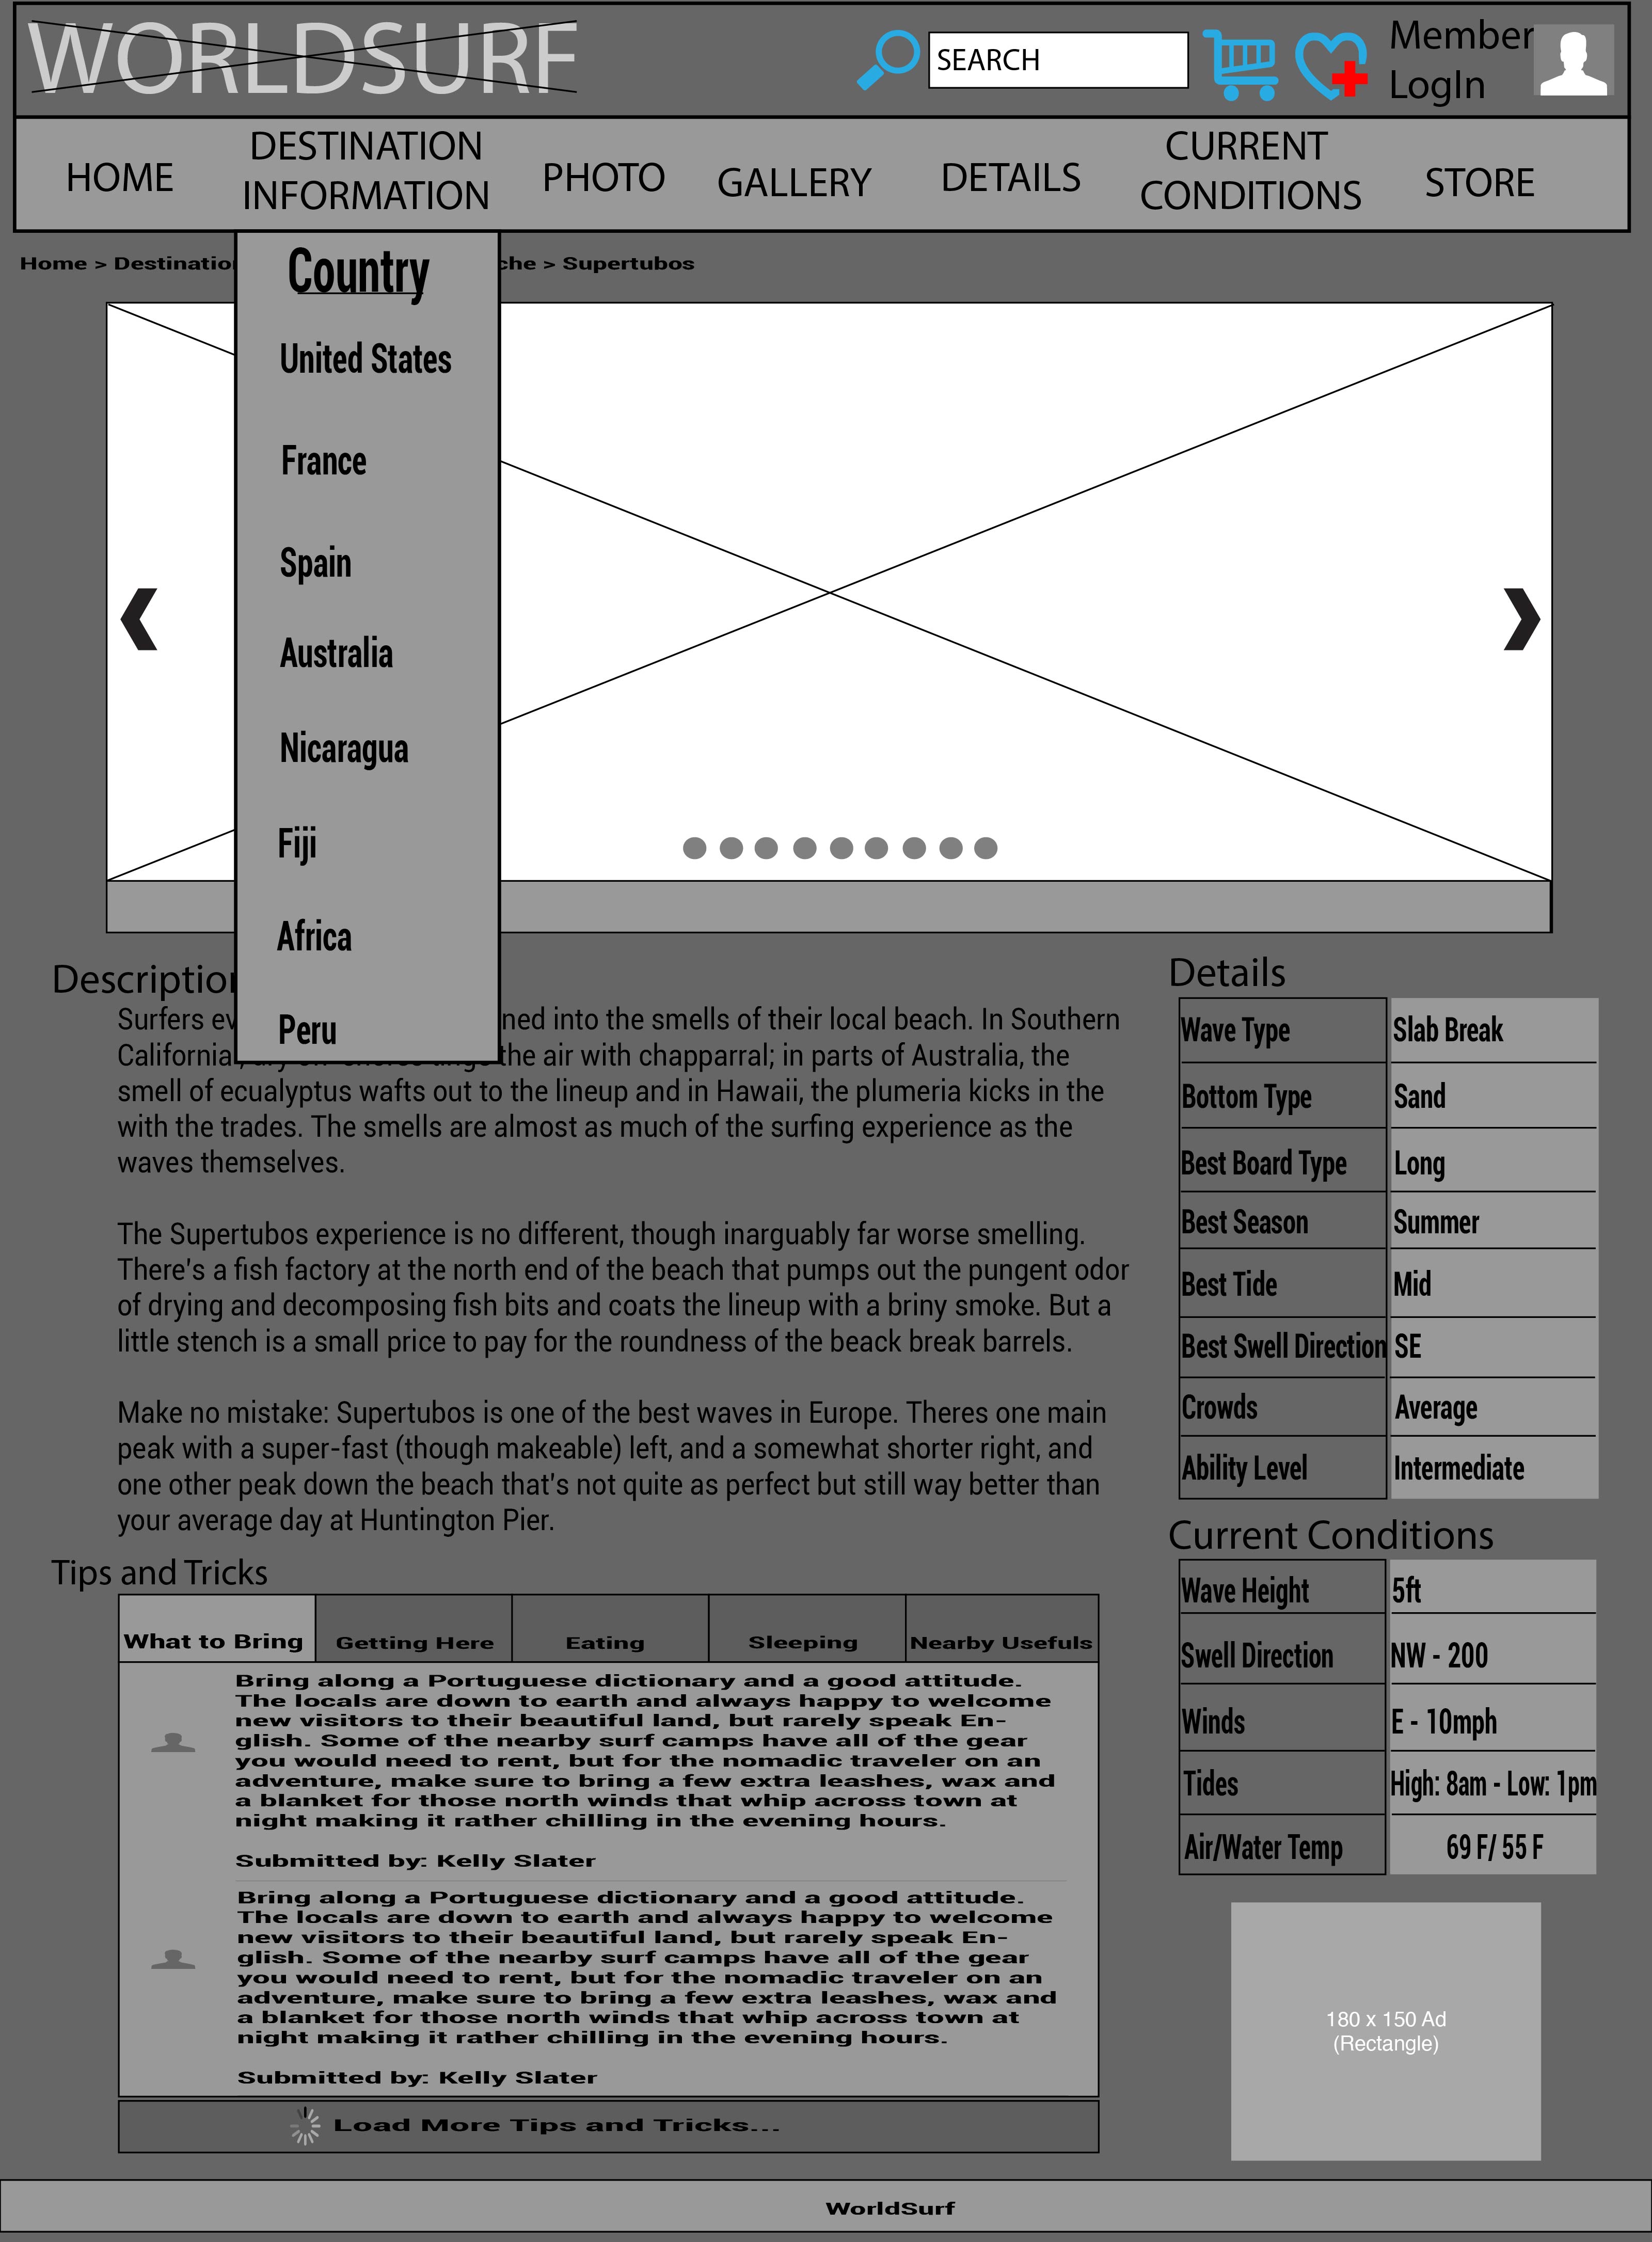 WORLDSURF
SEARCH
Member
LogIn
HOME
DESTINATION
INFORMATION
PHOTO
GALLERY
DETAILS
CURRENT
CONDITIONS
STORE
Home > > Supertubos
Country
United States
France
Spain
Australia
Nicaragua
Fiji
Africa
Peru
Description
Surfers into the smells of their local beach. In Southern
California, the air with chapparral; in parts of Australia, the
smell of ecualyptus wafts out to the lineup and in Hawaii, the plumeria kicks in the
with the trades. The smells are almost as much of the surfing experience as the
waves themselves.
The Supertubos experience is no different, though inarguably far worse smelling.
There's a fish factory at the north end of the beach that pumps out the pungent odor
of drying and decomposing fish bits and coats the lineup with a briny smoke. But a
little stench is a small price to pay for the roundness of the beack break barrels.
Make no mistake: Supertubos is one of the best waves in Europe. Theres one main
peak with a super-fast (though makeable) left, and a somewhat shorter right, and
one other peak down the beach that's not quite as perfect but still way better than
your average day at Huntington Pier.
Tips and Tricks
What to Bring
Getting Here
Eating
Sleeping
Nearby Usefuls
Bring along a Portuguese dictionary and a good attitude.
The locals are down to earth and always happy to welcome
new visitors to their beautiful land, but rarely speak En-
glish. Some of the nearby surf camps have all of the gear
you would need to rent, but for the nomadic traveler on an
adventure, make sure to bring a few extra leashes, wax and
a blanket for those north winds that whip across town at
night making it rather chilling in the evening hours.
Submitted by: Kelly Slater
Bring along a Portuguese dictionary and a good attitude.
The locals are down to earth and always happy to welcome
new visitors to their beautiful land, but rarely speak En-
glish. Some of the nearby surf camps have all of the gear
you would need to rent, but for the nomadic traveler on an
adventure, make sure to bring a few extra leashes, wax and
a blanket for those north winds that whip across town at
night making it rather chilling in the evening hours.
Submitted by: Kelly Slater
Load More Tips and Tricks...
Details
Wave Type Slab Break
Bottom Type Sand
Best Board Type Long
Best Season Summer
Best Tide Mid
Best Swell Direction SE
Crowds Average
Ability Level Intermediate
Current Conditions
Wave Height 5ft
Swell Direction NW - 200
Winds E - 10mph
Tides High: 8am - Low: 1pm
Air/Water Temp 69 F/ 55 F
180 x 150 Ad
(Rectangle)
WorldSurf